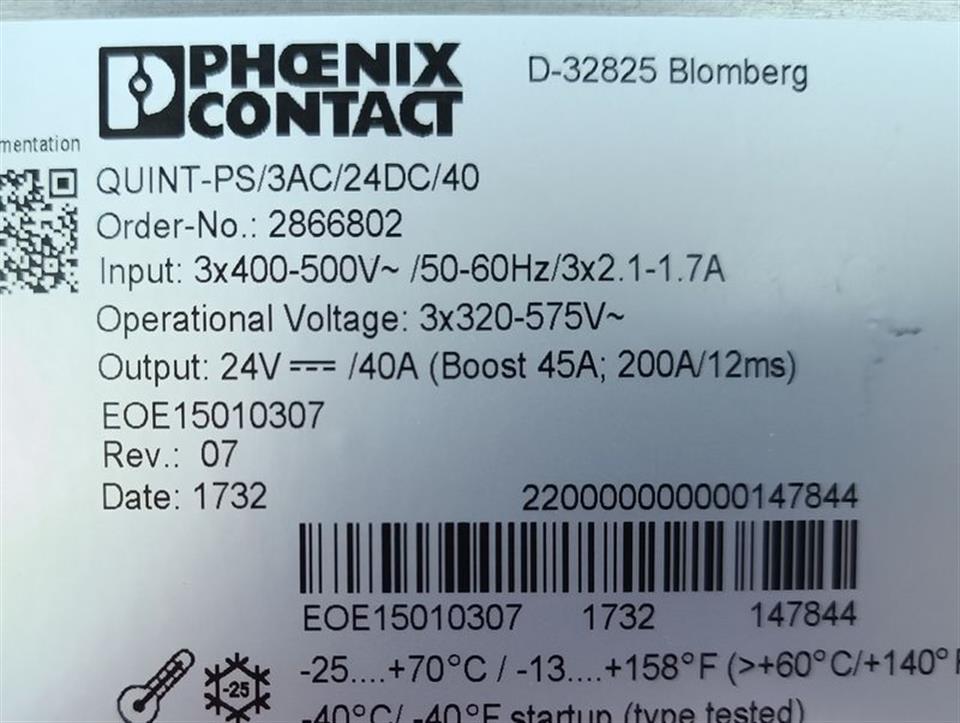 PHŒNIX
CONTACT
D-32825 Blomberg
mentation
QUINT-PS/3AC/24DC/40
Order-No.: 2866802
Input: 3x400-500V~ /50-60Hz/3x2.1-1.7A
Operational Voltage: 3x320-575V~
Output: 24V ⎓ /40A (Boost 45A; 200A/12ms)
EOE15010307
Rev.: 07
Date: 1732
2200000000000147844
EOE15010307 1732 147844
-25
-25....+70°C / -13....+158°F (>+60°C/+140°F
-40°C/ -40°F startup (type tested)